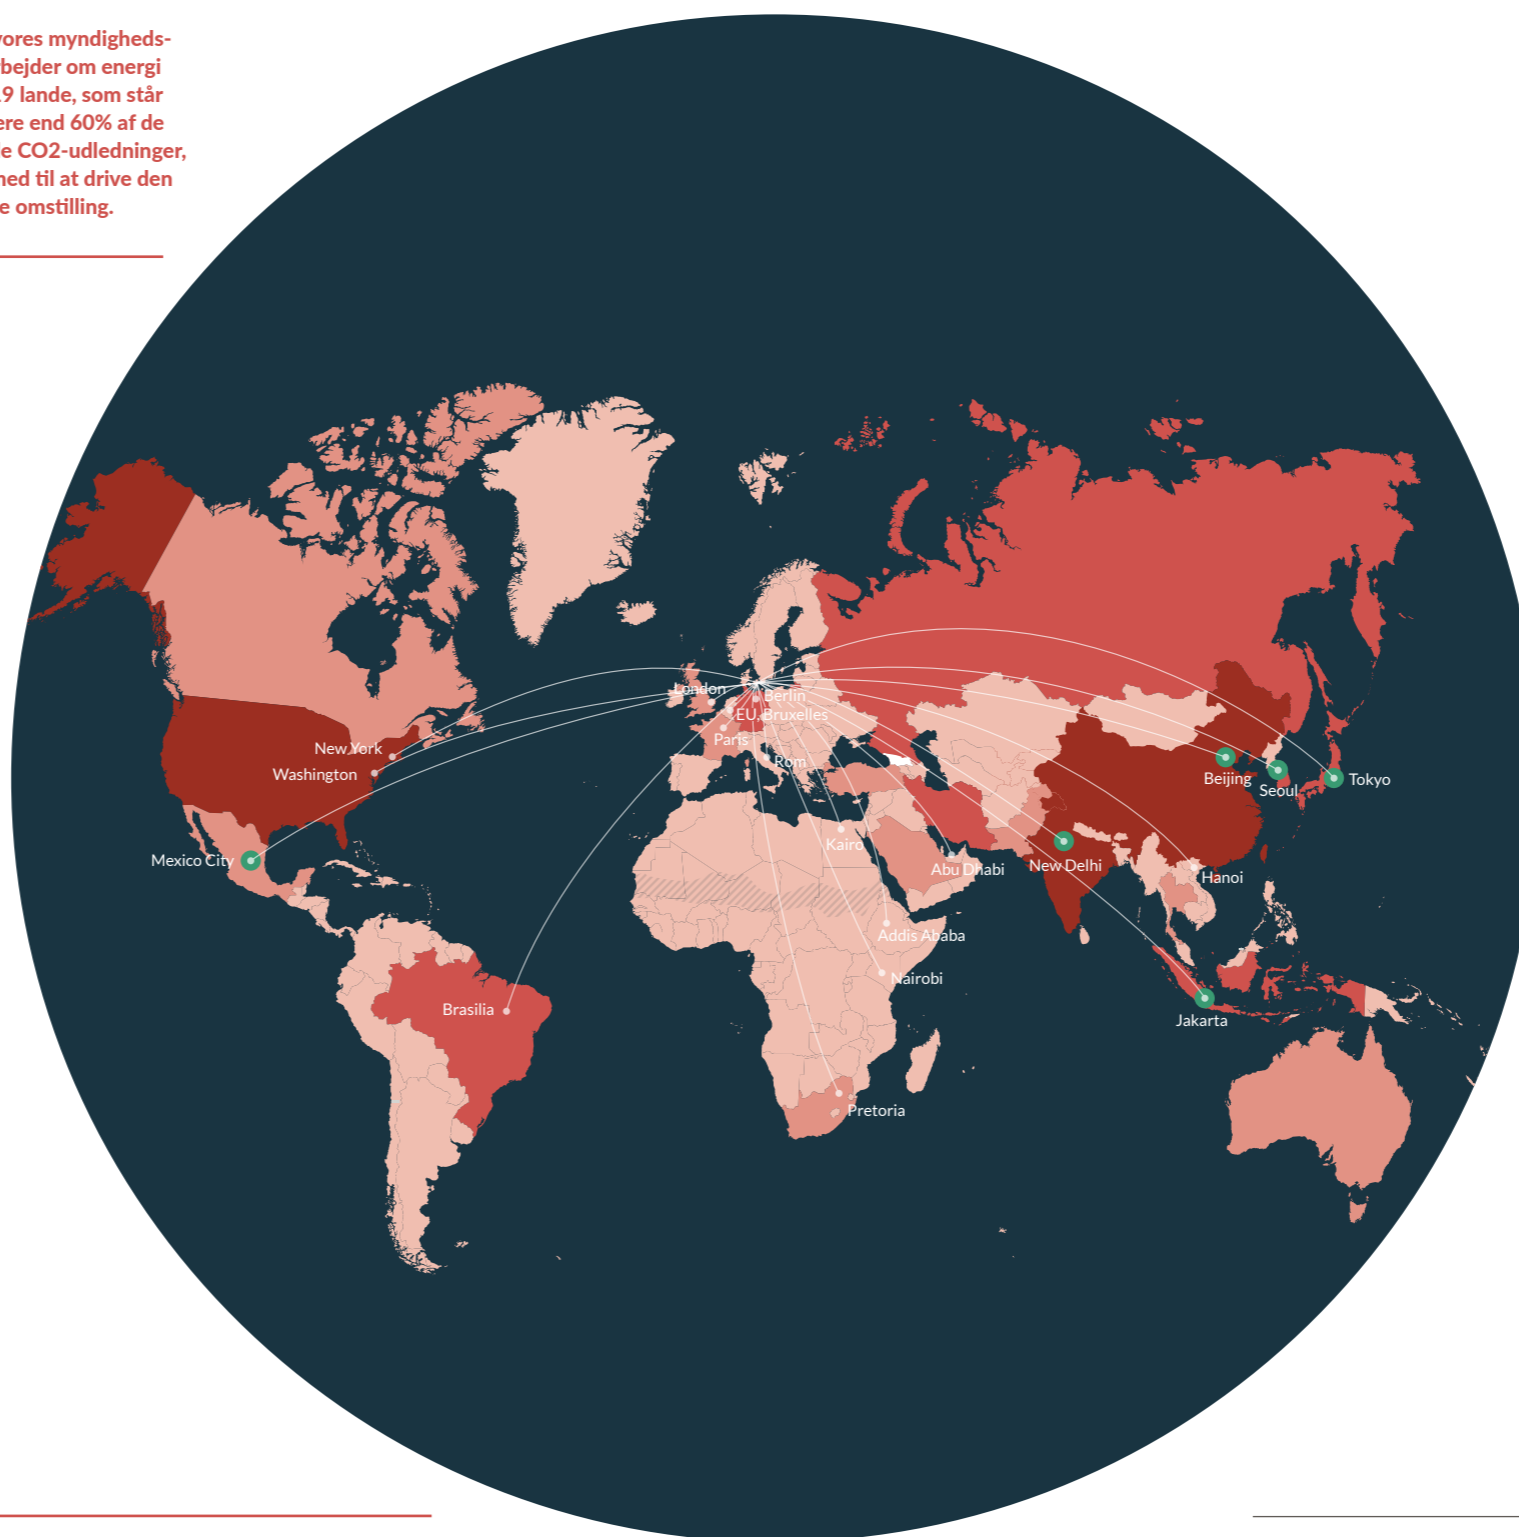 vores myndigheds-
bejder om energi
19 lande, som står
ere end 60% af de
e CO2-udledninger,
med til at drive den
e omstilling.
London
Berlin
EU, Bruxelles
Paris
Rom
New York
Washington
Mexico City
Brasilia
Kairo
Abu Dhabi
Addis Ababa
Nairobi
Pretoria
New Delhi
Hanoi
Beijing
Seoul
Tokyo
Jakarta